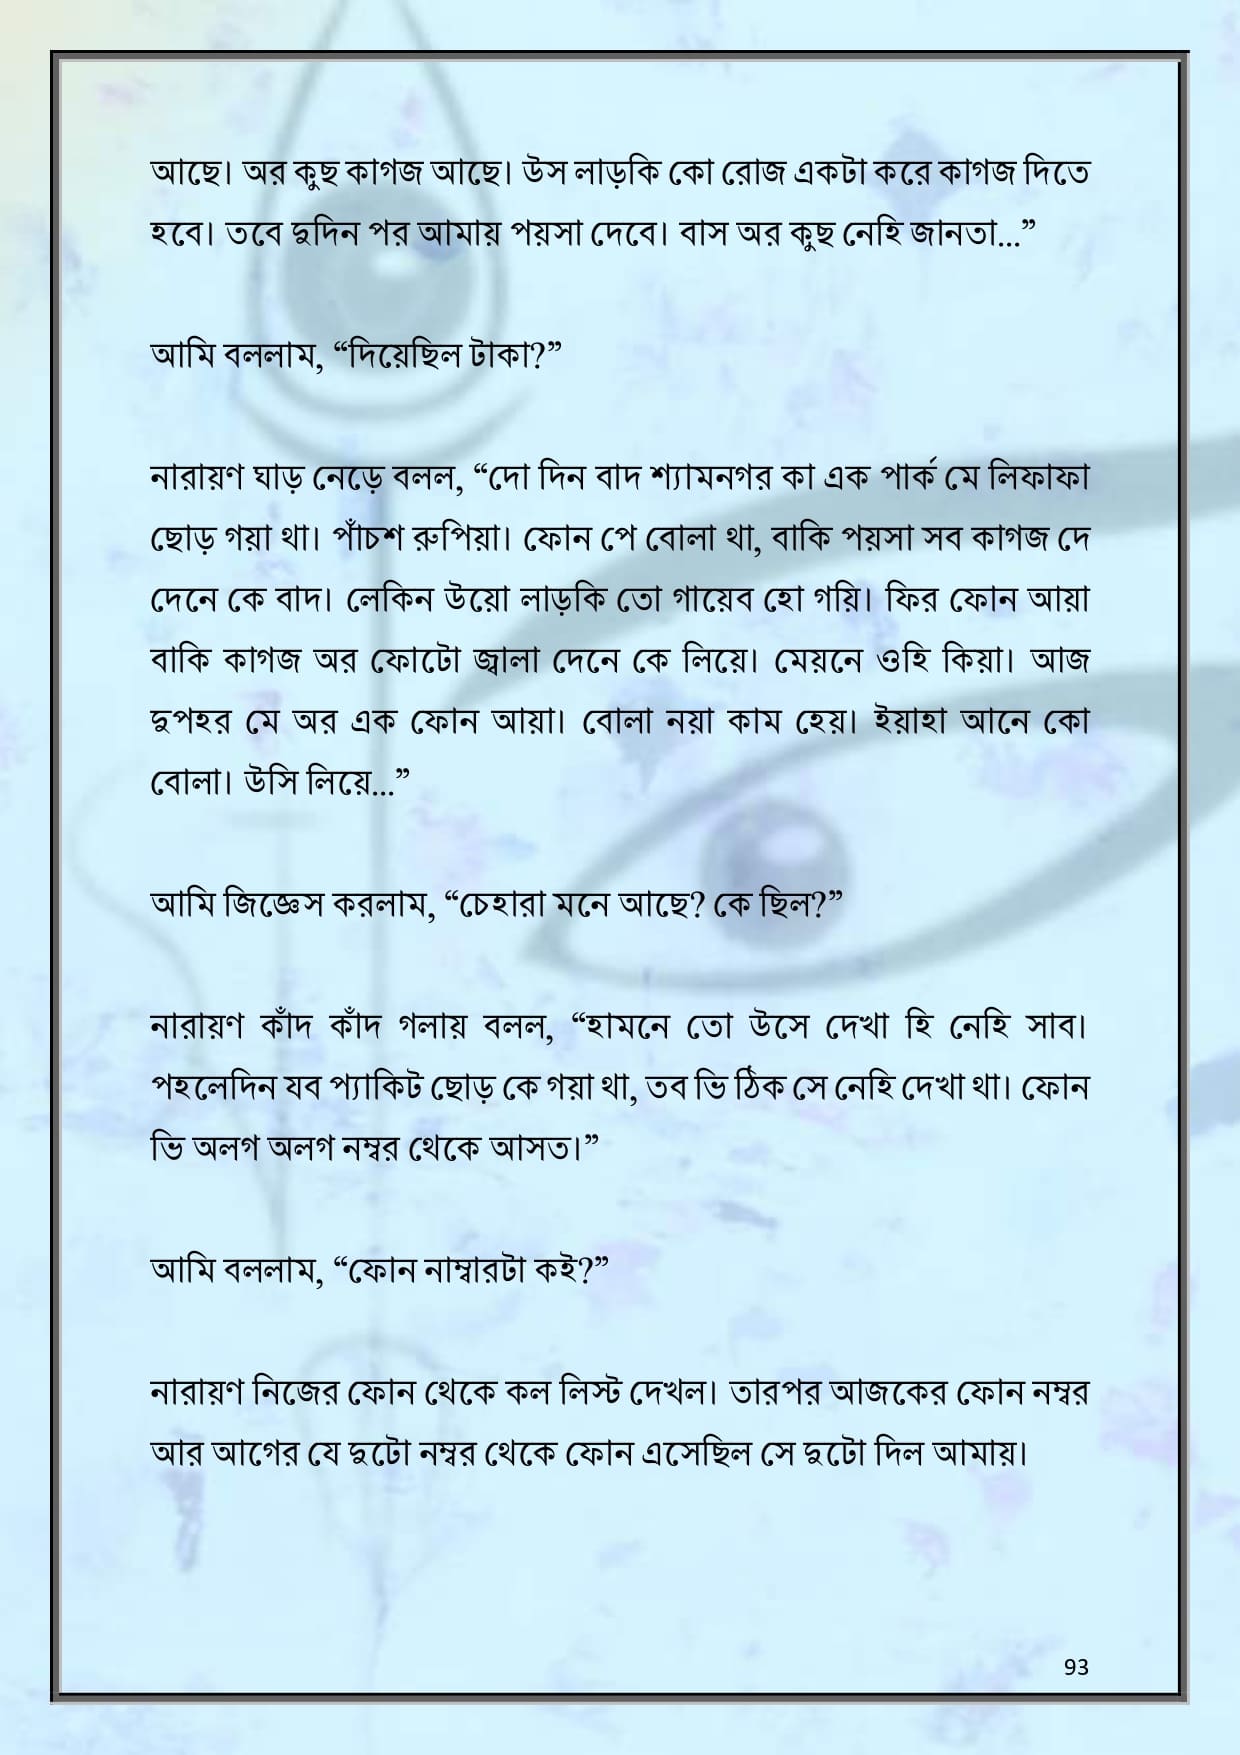 আছে। অর কুছ কাগজ আছে। উস লাড়কি কো রোজ একটা করে কাগজ দিতে
হবে। তবে দুদিন পর আমায় পয়সা দেবে। বাস অর কুছ নেহি জানতা...”
আমি বললাম, “দিয়েছিল টাকা?”
নারায়ণ ঘাড় নেড়ে বলল, “দো দিন বাদ শ্যামনগর কা এক পার্ক মে লিফাফা
ছোড় গয়া থা। পাঁচশ রুপিয়া। ফোন পে বোলা থা, বাকি পয়সা সব কাগজ দে
দেনে কে বাদ। লেকিন উয়ো লাড়কি তো গায়েব হো গয়ি। ফির ফোন আয়া
বাকি কাগজ অর ফোটো জ্বালা দেনে কে লিয়ে। মেয়নে ওহি কিয়া। আজ
দুপহর মে অর এক ফোন আয়া। বোলা নয়া কাম হেয়। ইয়াহা আনে কো
বোলা। উসি লিয়ে...”
আমি জিজ্ঞেস করলাম, “চেহারা মনে আছে? কে ছিল?”
নারায়ণ কাঁদ কাঁদ গলায় বলল, “হামনে তো উসে দেখা হি নেহি সাব।
পহলেদিন যব প্যাকিট ছোড় কে গয়া থা, তব ভি ঠিক সে নেহি দেখা থা। ফোন
ভি অলগ অলগ নম্বর থেকে আসত।”
আমি বললাম, “ফোন নাম্বারটা কই?”
নারায়ণ নিজের ফোন থেকে কল লিস্ট দেখল। তারপর আজকের ফোন নম্বর
আর আগের যে দুটো নম্বর থেকে ফোন এসেছিল সে দুটো দিল আমায়।
93